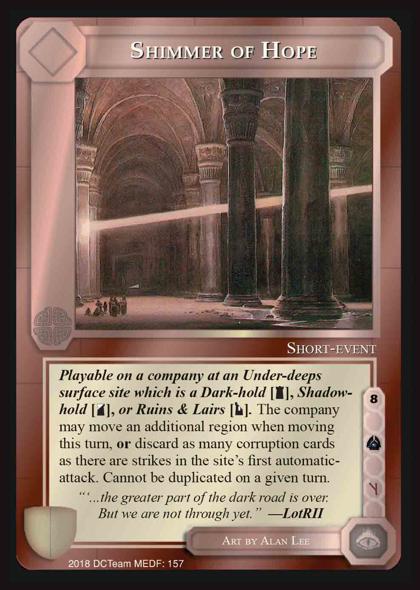 Shimmer of Hope
Short-event
Playable on a company at an Under-deeps
surface site which is a Dark-hold [], Shadow-
hold [], or Ruins & Lairs []. The company
may move an additional region when moving
this turn, or discard as many corruption cards
as there are strikes in the site's first automatic-
attack. Cannot be duplicated on a given turn.
8
"'...the greater part of the dark road is over.
But we are not through yet." —LotRII
Art by Alan Lee
2018 DCTeam MEDF: 157